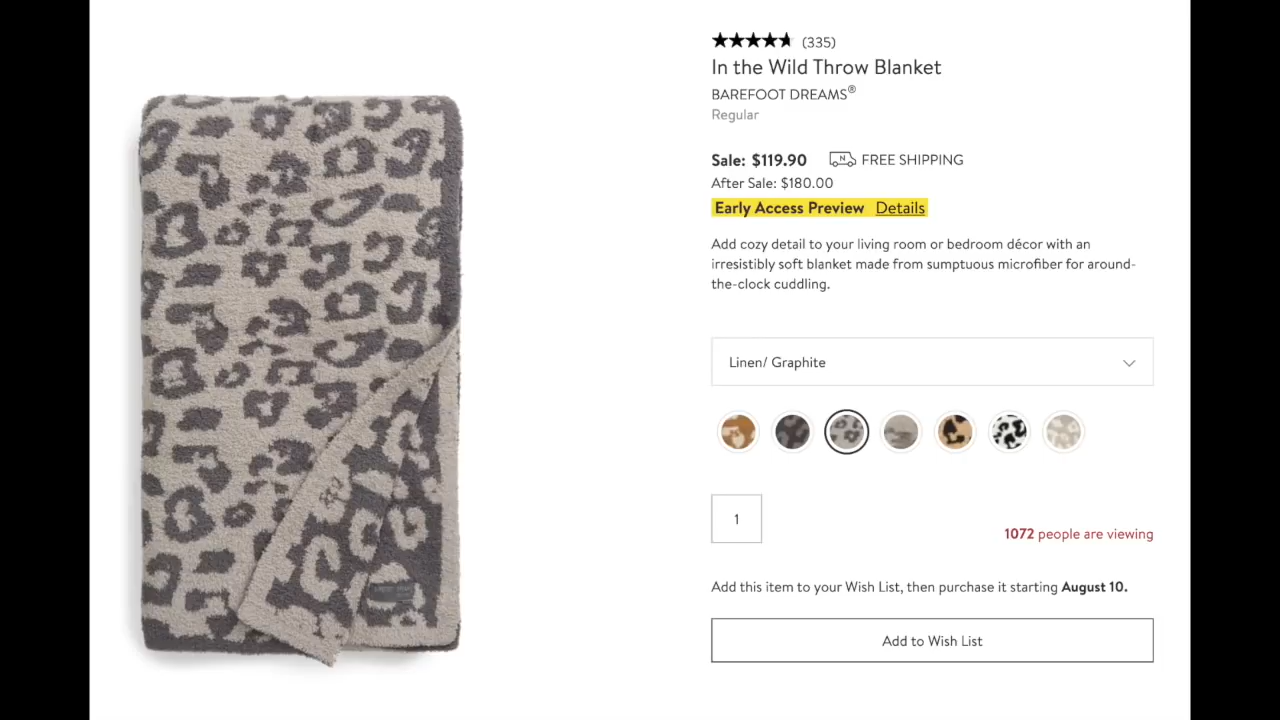 (335)
In the Wild Throw Blanket
BAREFOOT DREAMS®
Regular
Sale: $119.90 N FREE SHIPPING
After Sale: $180.00
Early Access Preview Details
Add cozy detail to your living room or bedroom décor with an
irresistibly soft blanket made from sumptuous microfiber for around-
the-clock cuddling.
Linen/ Graphite
1
1072 people are viewing
Add this item to your Wish List, then purchase it starting August 10.
Add to Wish List